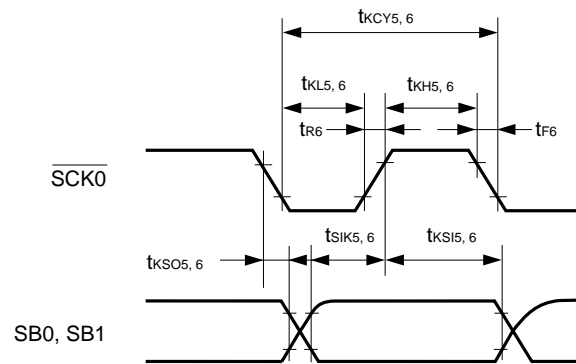 tKCY5, 6
tKL5, 6 tKH5, 6
tR6 tF6
SCK0
tSIK5, 6 tKSI5, 6
tKSO5, 6
SB0, SB1